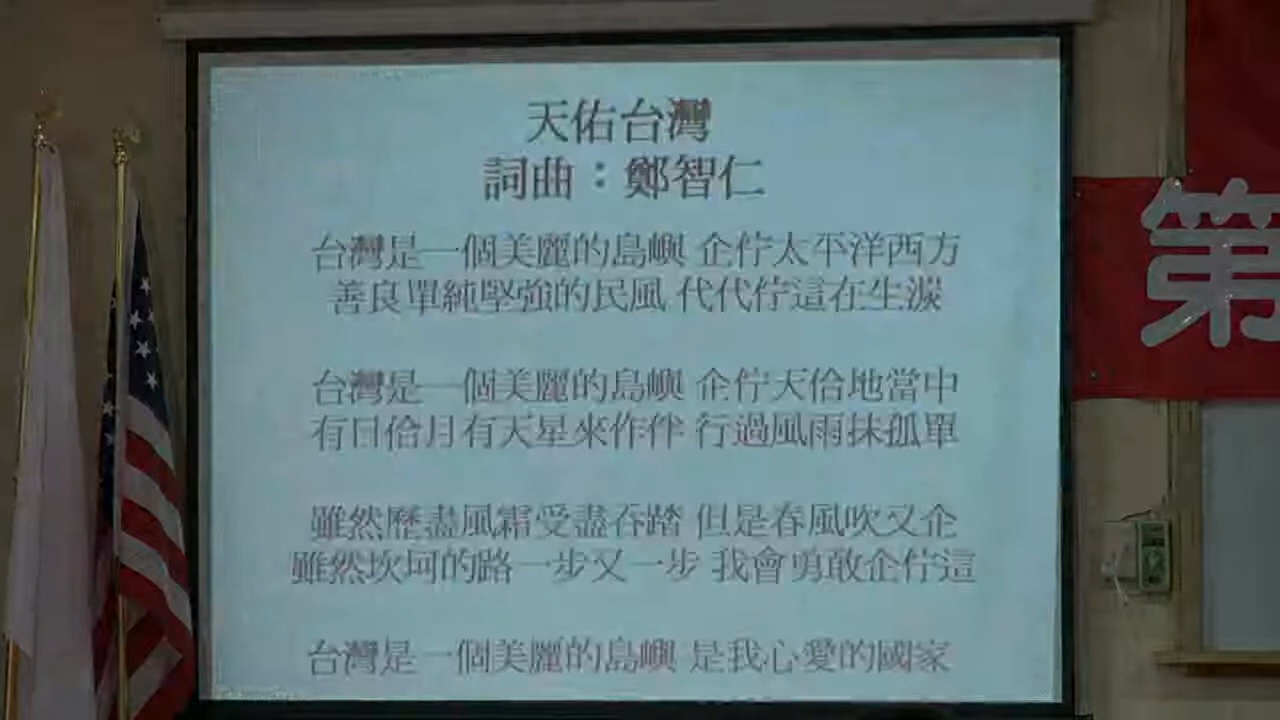 天佑台灣
詞曲：鄭智仁
台灣是一個美麗的島嶼 企佇太平洋西方
善良單純堅強的民風 代代佇這在生湠
台灣是一個美麗的島嶼 企佇天佮地當中
有日佮月有天星來作伴 行過風雨抹孤單
雖然歷盡風霜受盡吞踏 但是春風吹又企
雖然坎坷的路一步又一步 我會勇敢企佇這
台灣是一個美麗的島嶼 是我心愛的國家
第